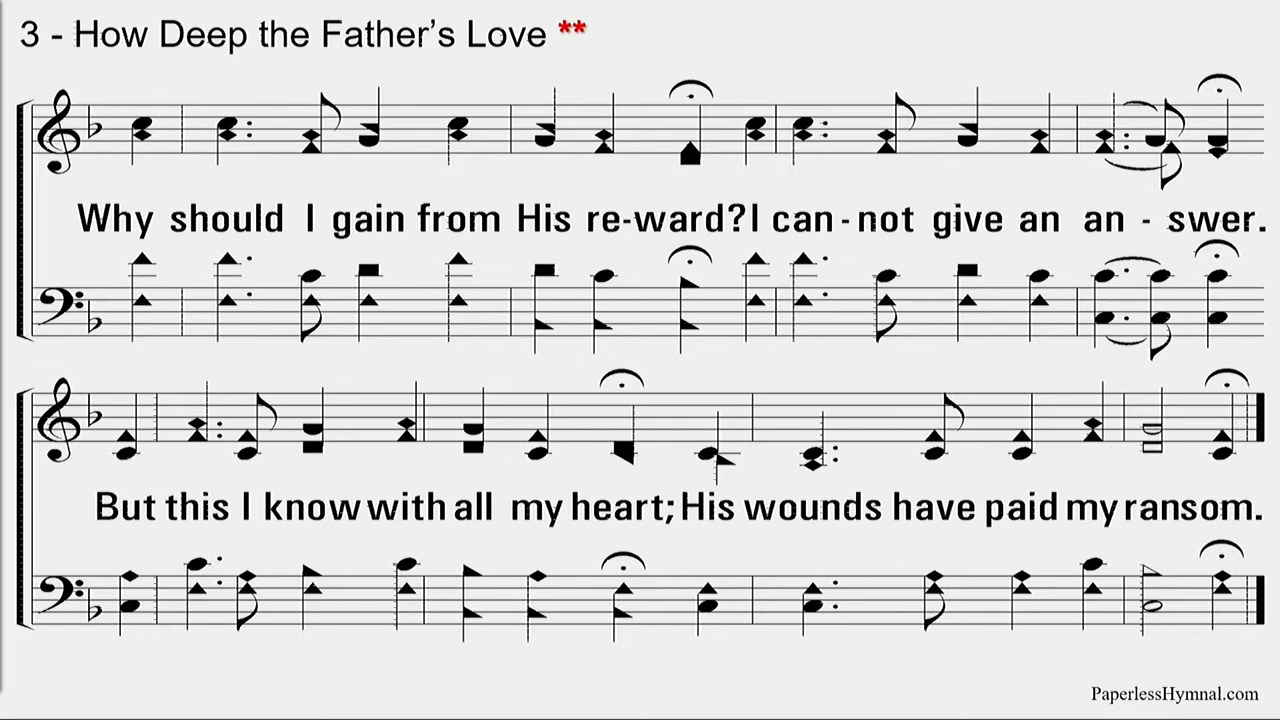 3 - How Deep the Father's Love **
Why should I gain from His re-ward? I can-not give an an - swer.
But this I know with all my heart; His wounds have paid my ransom.
PaperlessHymnal.com